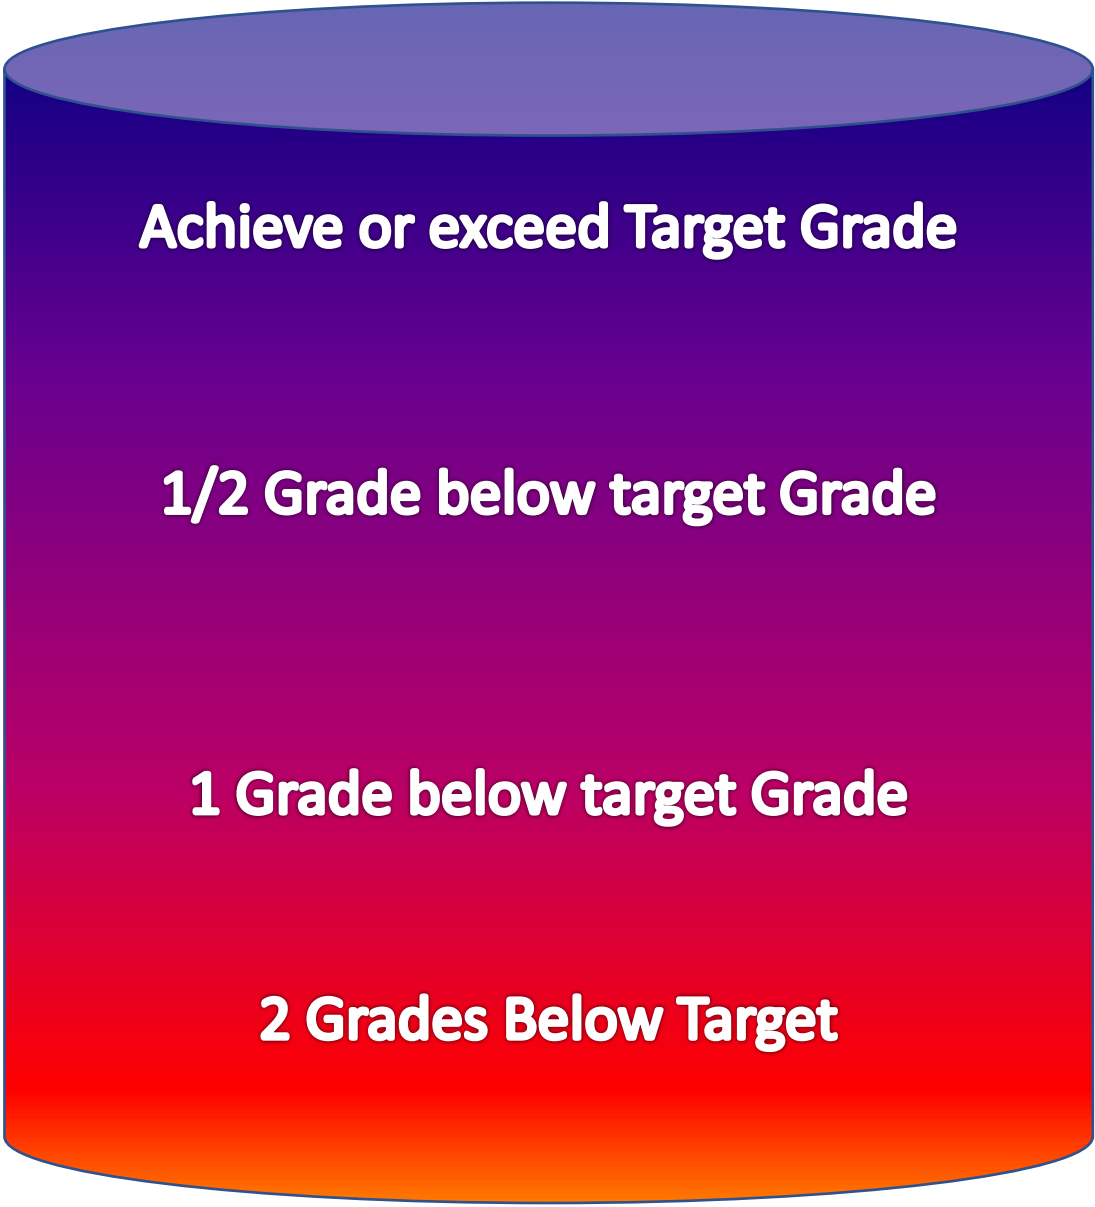 Achieve or exceed Target Grade
1/2 Grade below target Grade
1 Grade below target Grade
2 Grades Below Target